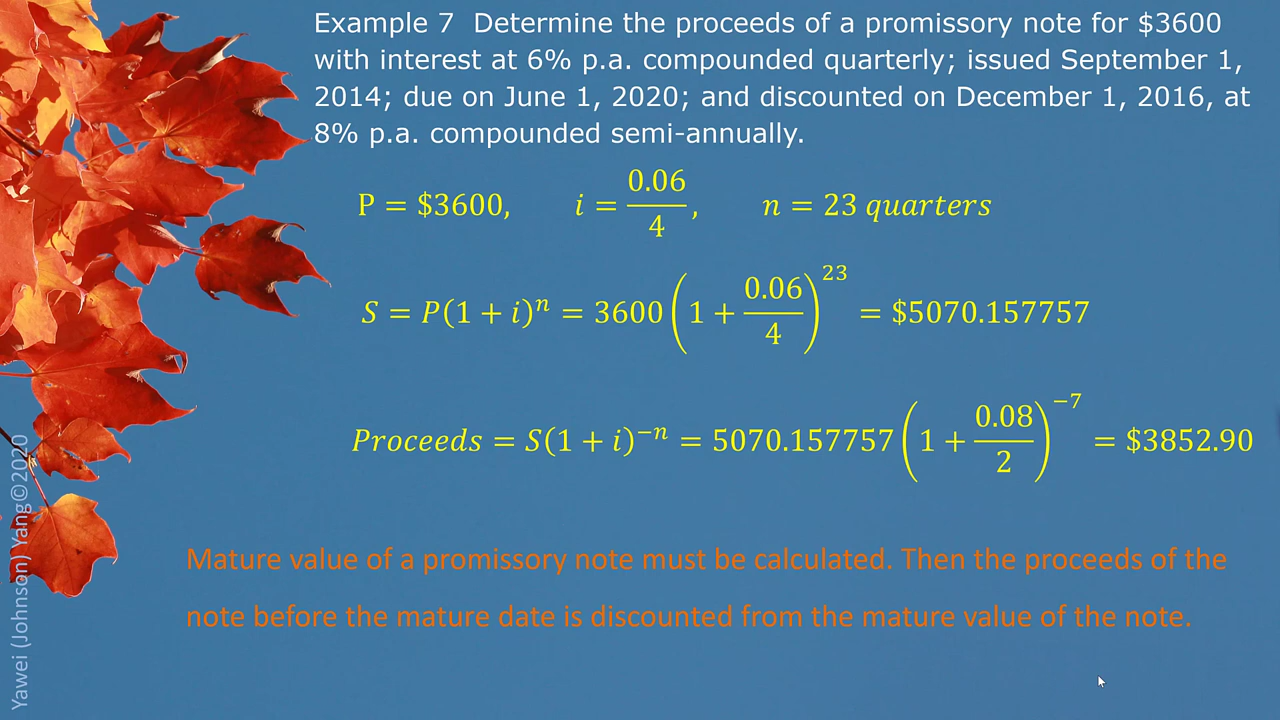 Example 7  Determine the proceeds of a promissory note for $3600
with interest at 6% p.a. compounded quarterly; issued September 1,
2014; due on June 1, 2020; and discounted on December 1, 2016, at
8% p.a. compounded semi-annually.
P = $3600,  i = 0.06/4,  n = 23 quarters
S = P(1 + i)^n = 3600(1 + 0.06/4)^23 = $5070.157757
Proceeds = S(1 + i)^−n = 5070.157757(1 + 0.08/2)^−7 = $3852.90
Mature value of a promissory note must be calculated. Then the proceeds of the
note before the mature date is discounted from the mature value of the note.
Yawei (Johnson) Yang©2020